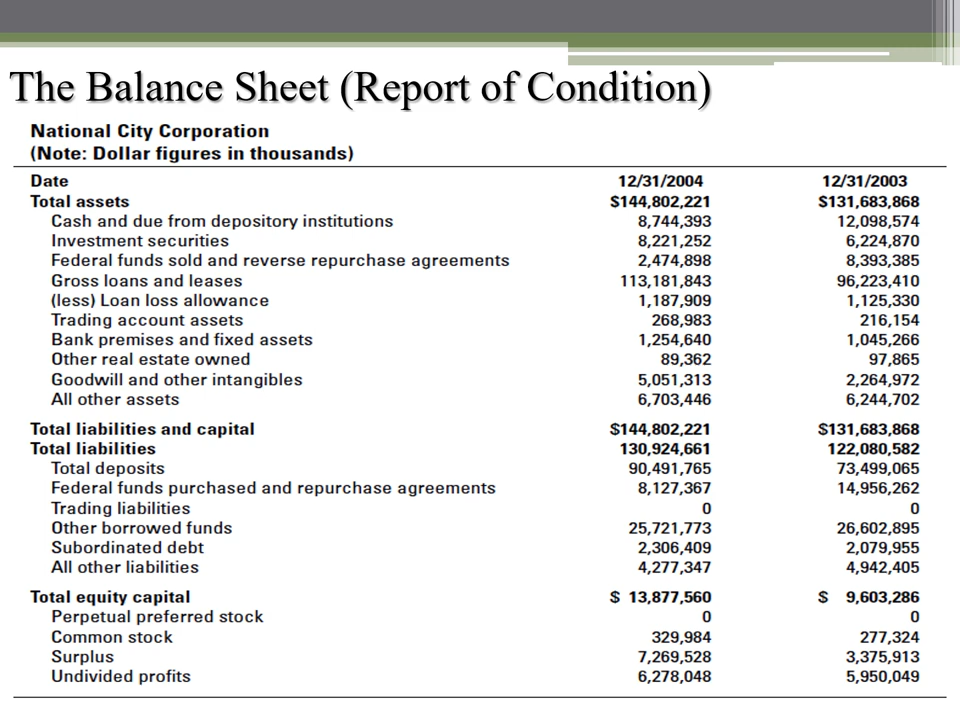 The Balance Sheet (Report of Condition)
National City Corporation
(Note: Dollar figures in thousands)
Date 12/31/2004 12/31/2003
Total assets $144,802,221 $131,683,868
Cash and due from depository institutions 8,744,393 12,098,574
Investment securities 8,221,252 6,224,870
Federal funds sold and reverse repurchase agreements 2,474,898 8,393,385
Gross loans and leases 113,181,843 96,223,410
(less) Loan loss allowance 1,187,909 1,125,330
Trading account assets 268,983 216,154
Bank premises and fixed assets 1,254,640 1,045,266
Other real estate owned 89,362 97,865
Goodwill and other intangibles 5,051,313 2,264,972
All other assets 6,703,446 6,244,702
Total liabilities and capital $144,802,221 $131,683,868
Total liabilities 130,924,661 122,080,582
Total deposits 90,491,765 73,499,065
Federal funds purchased and repurchase agreements 8,127,367 14,956,262
Trading liabilities 0 0
Other borrowed funds 25,721,773 26,602,895
Subordinated debt 2,306,409 2,079,955
All other liabilities 4,277,347 4,942,405
Total equity capital $ 13,877,560 $ 9,603,286
Perpetual preferred stock 0 0
Common stock 329,984 277,324
Surplus 7,269,528 3,375,913
Undivided profits 6,278,048 5,950,049